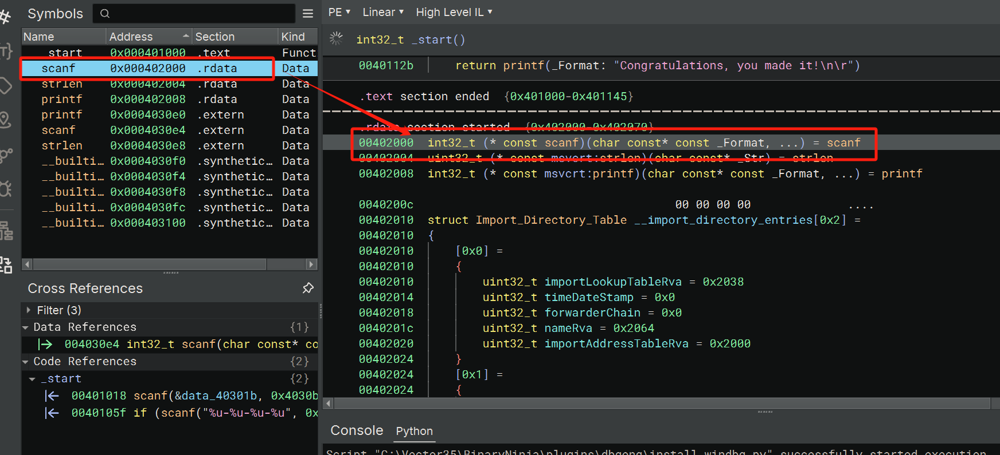 Symbols
Name Address Section Kind
_start 0x000401000 .text Funct
scanf 0x000402000 .rdata Data
strlen 0x000402004 .rdata Data
printf 0x000402008 .rdata Data
printf 0x0004030e0 .extern Data
scanf 0x0004030e4 .extern Data
strlen 0x0004030e8 .extern Data
__builti… 0x0004030f0 .synthetic… Data
__builti… 0x0004030f4 .synthetic… Data
__builti… 0x0004030f8 .synthetic… Data
__builti… 0x0004030fc .synthetic… Data
__builti… 0x000403100 .synthetic… Data
Cross References
Filter (3)
Data References {1}
004030e4 int32_t scanf(char const* co
Code References {2}
_start {2}
00401018 scanf(&data_40301b, 0x4030b
0040105f if (scanf("%u-%u-%u-%u", 0x
PE ▾ Linear ▾ High Level IL ▾
int32_t _start()
0040112b return printf(_Format: "Congratulations, you made it!\n\r")
.text section ended {0x401000-0x401145}
.rdata section started {0x402000-0x402070}
00402000 int32_t (* const scanf)(char const* const _Format, ...) = scanf
00402004 uint32_t (* const msvcrt:strlen)(char const* _Str) = strlen
00402008 int32_t (* const msvcrt:printf)(char const* const _Format, ...) = printf
0040200c 00 00 00 00 ....
00402010 struct Import_Directory_Table __import_directory_entries[0x2] =
00402010 {
00402010 [0x0] =
00402010 {
00402010 uint32_t importLookupTableRva = 0x2038
00402014 uint32_t timeDateStamp = 0x0
00402018 uint32_t forwarderChain = 0x0
0040201c uint32_t nameRva = 0x2064
00402020 uint32_t importAddressTableRva = 0x2000
00402024 }
00402024 [0x1] =
00402024 {
Console Python
Script "C:\Vector35\BinaryNinja\plugins\dbgeng\install_windbg.py" successfully started execution